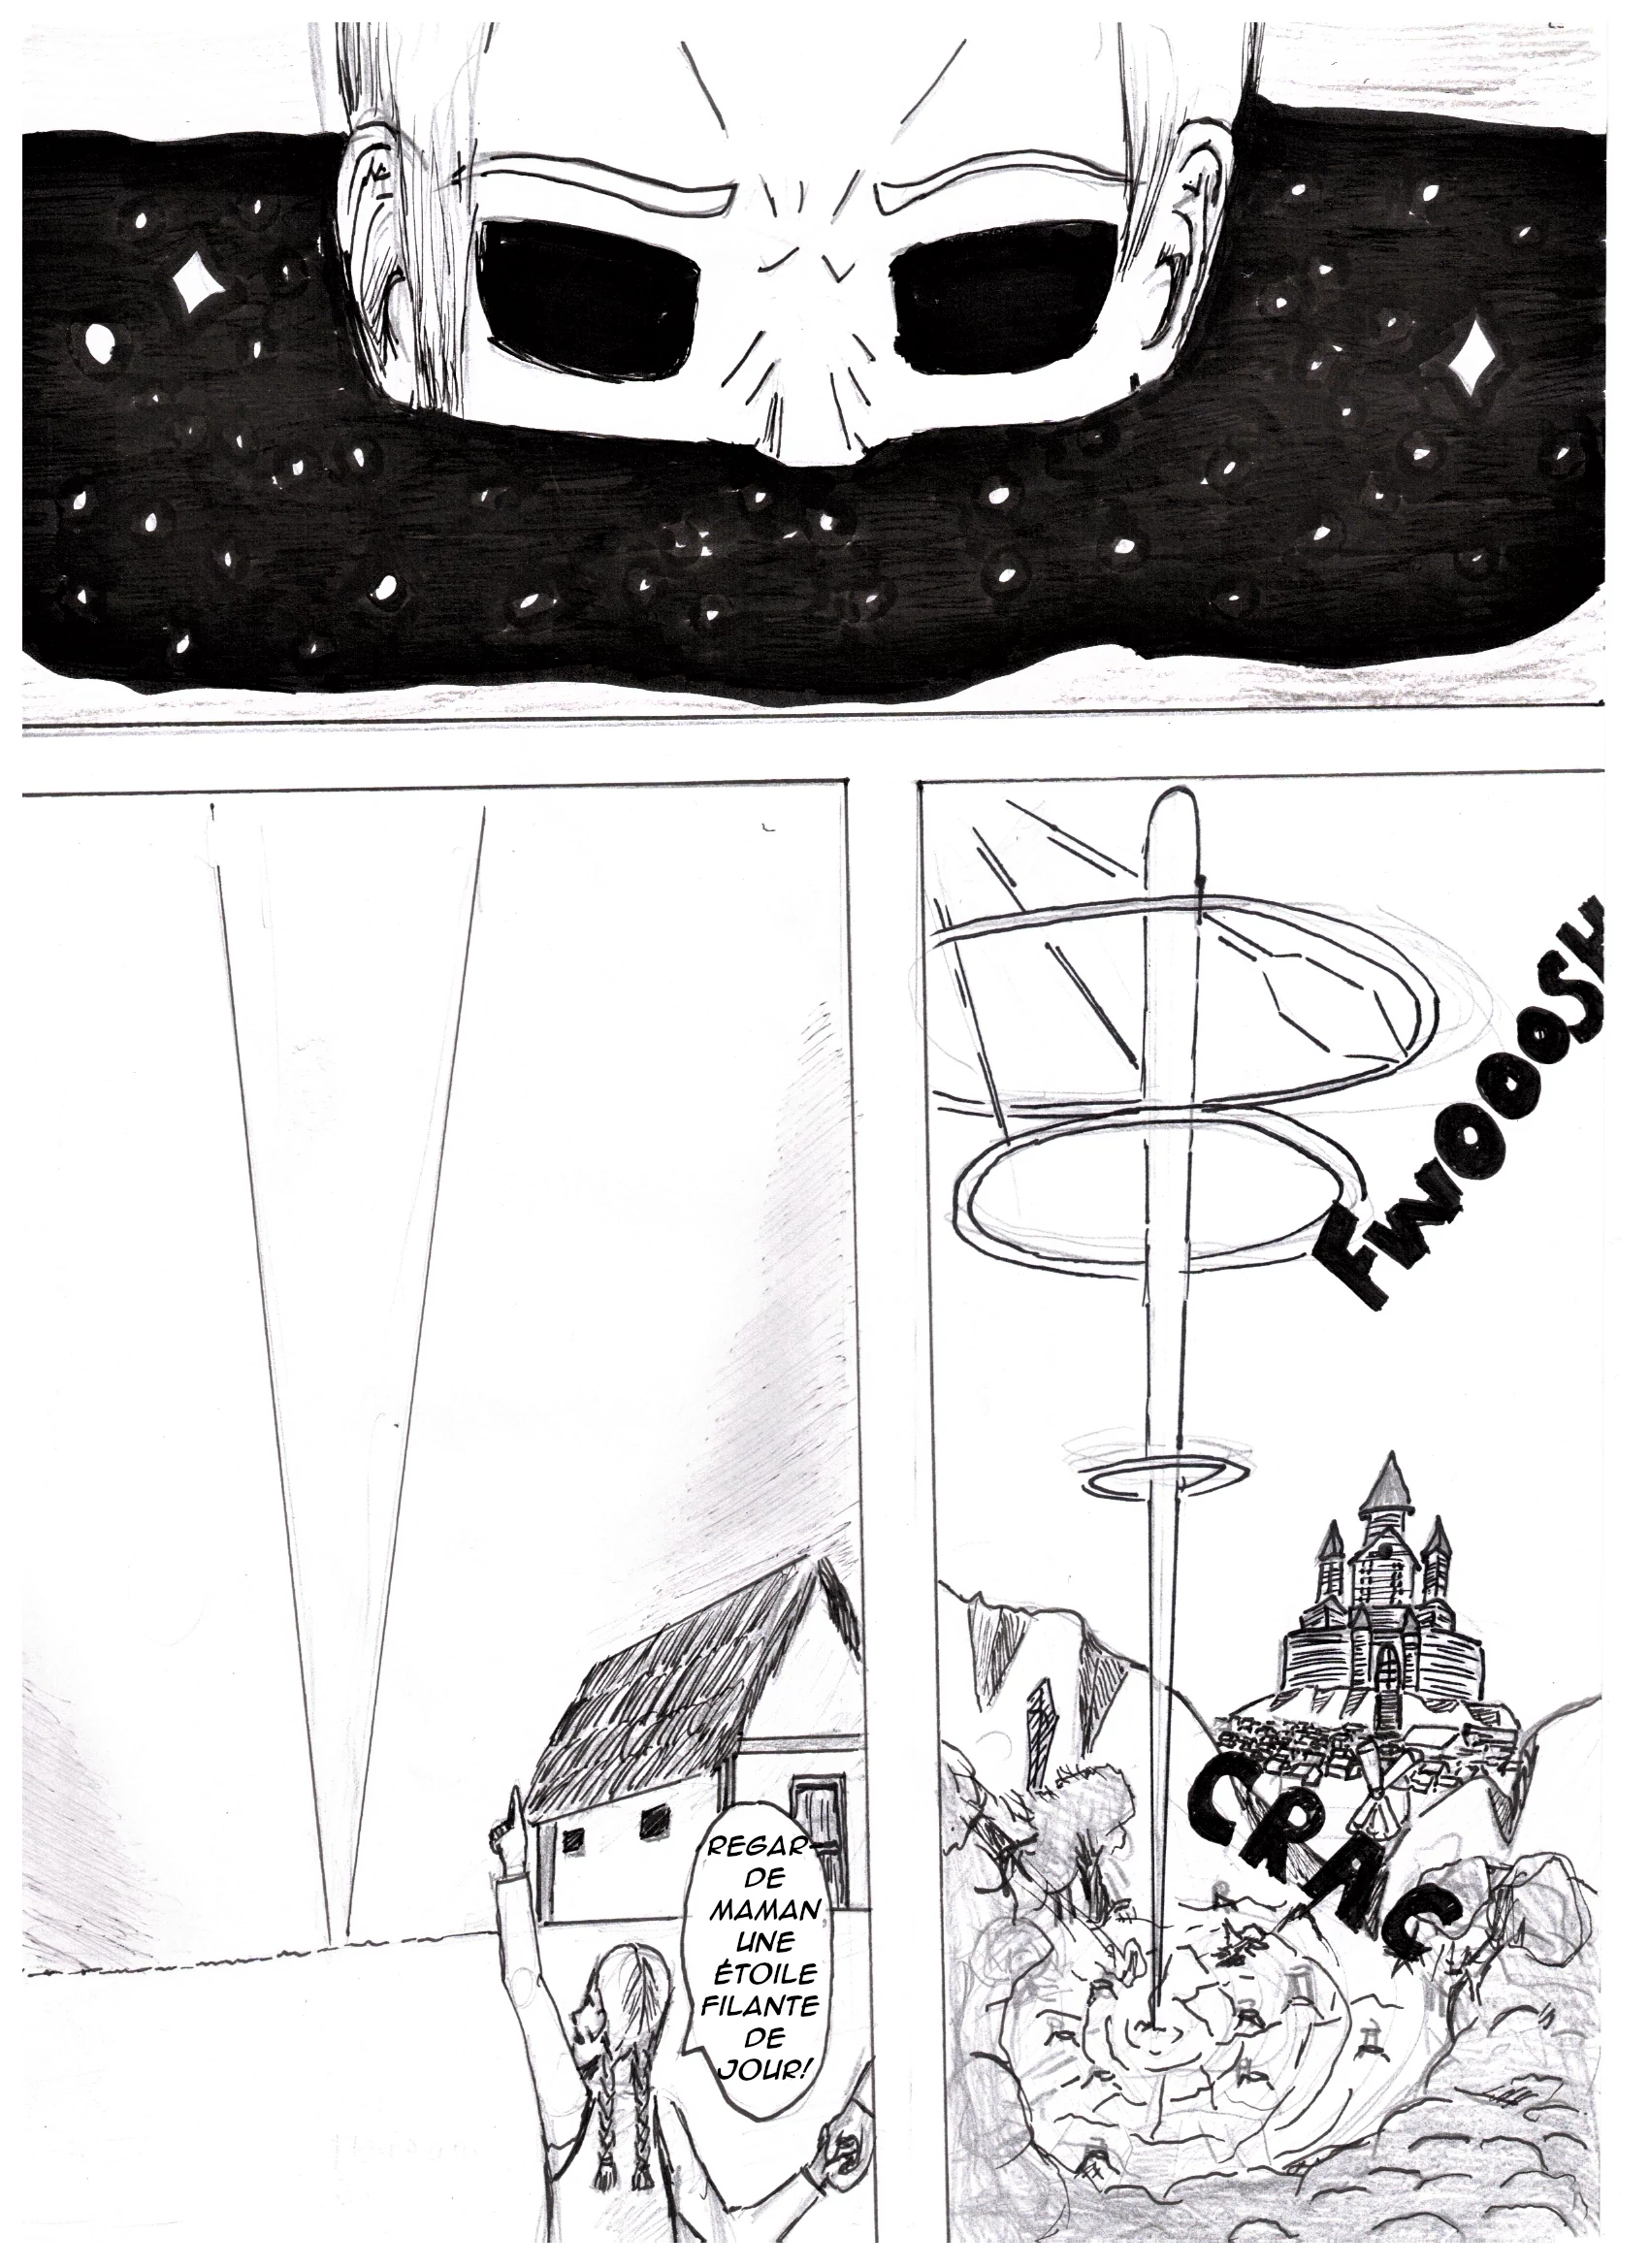 REGAR-
DE
MAMAN
UNE
ÉTOILE
FILANTE
DE
JOUR!
FWOOOSH
CRAC